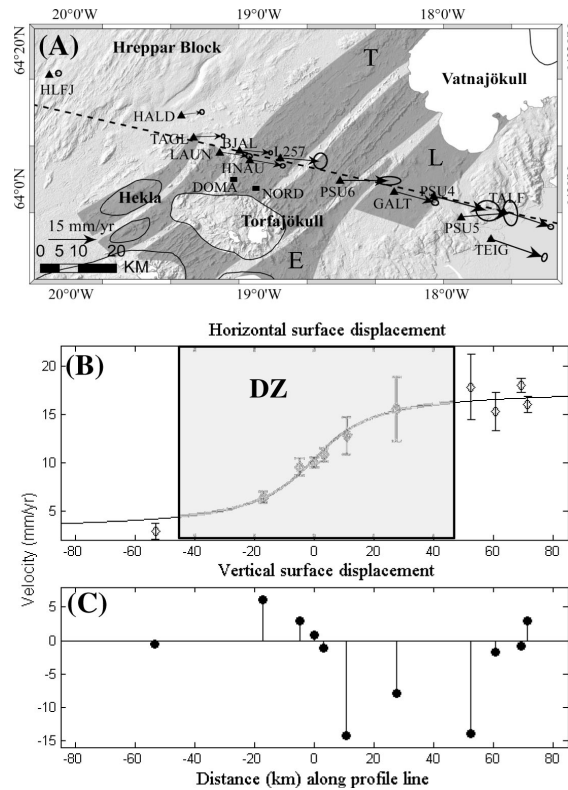 20°0'W 19°0'W 18°0'W
(A)
Hreppar Block
T
Vatnajökull
64°20'N
HLFJ
HALD
TAGL BJAL L257
LAUN HNAU
L
DOMA NORD PSU6 GALT PSU4 TALF
64°0'N
Hekla
Torfajökull
PSU5
TEIG
15 mm/yr
0 5 10 20
KM
E
20°0'W 19°0'W 18°0'W
Horizontal surface displacement
(B)
DZ
20
15
10
5
-80 -60 -40 -20 0 20 40 60 80
Velocity (mm/yr)
Vertical surface displacement
(C)
5
0
-5
-10
-15
-80 -60 -40 -20 0 20 40 60 80
Distance (km) along profile line